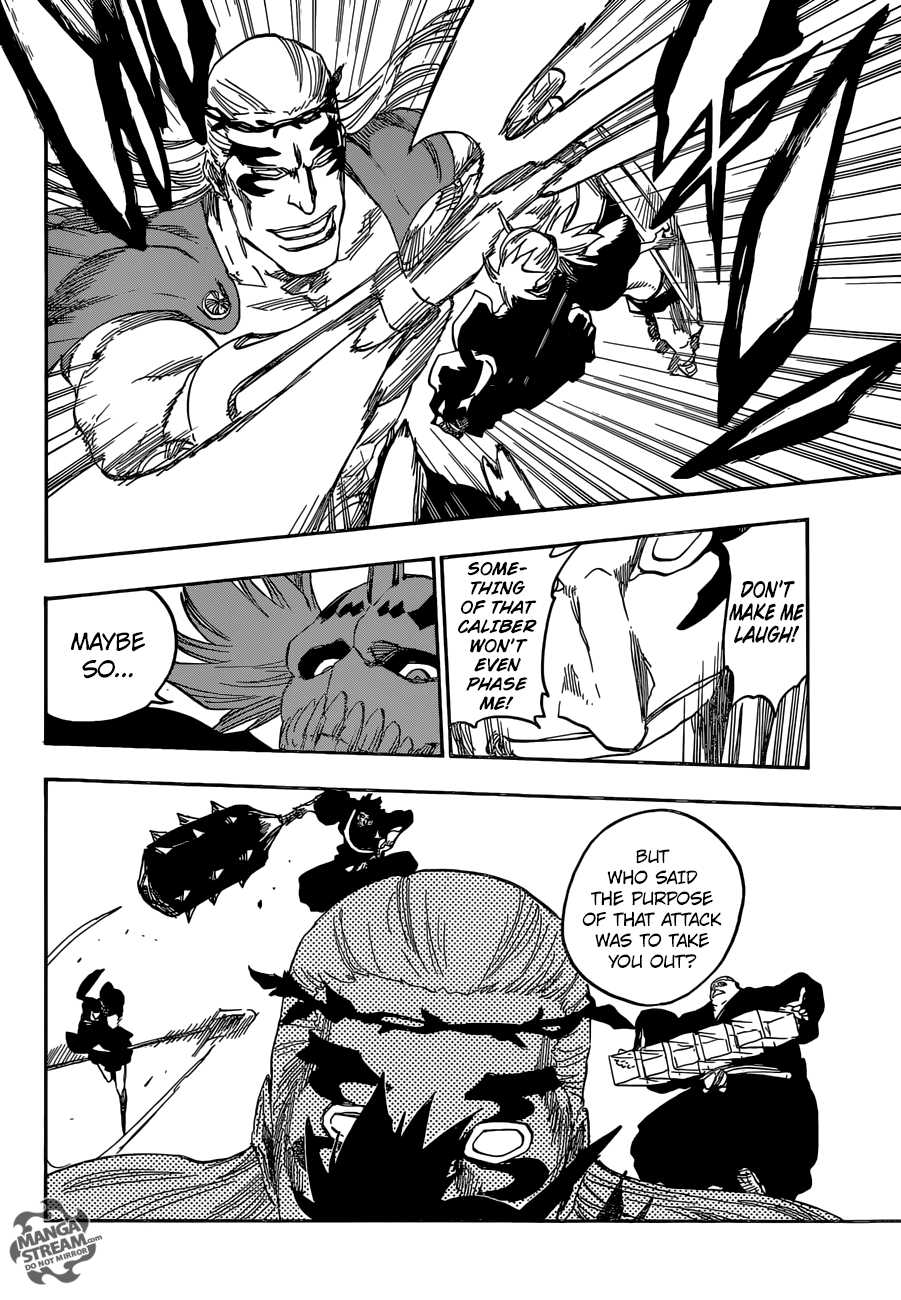 DON'T
MAKE ME
LAUGH!
SOME-
THING
OF THAT
CALIBER
WON'T
EVEN
PHASE
ME!
MAYBE
SO...
BUT
WHO SAID
THE PURPOSE
OF THAT ATTACK
WAS TO TAKE
YOU OUT?
MANGA
STREAM.com
DO NOT MIRROR